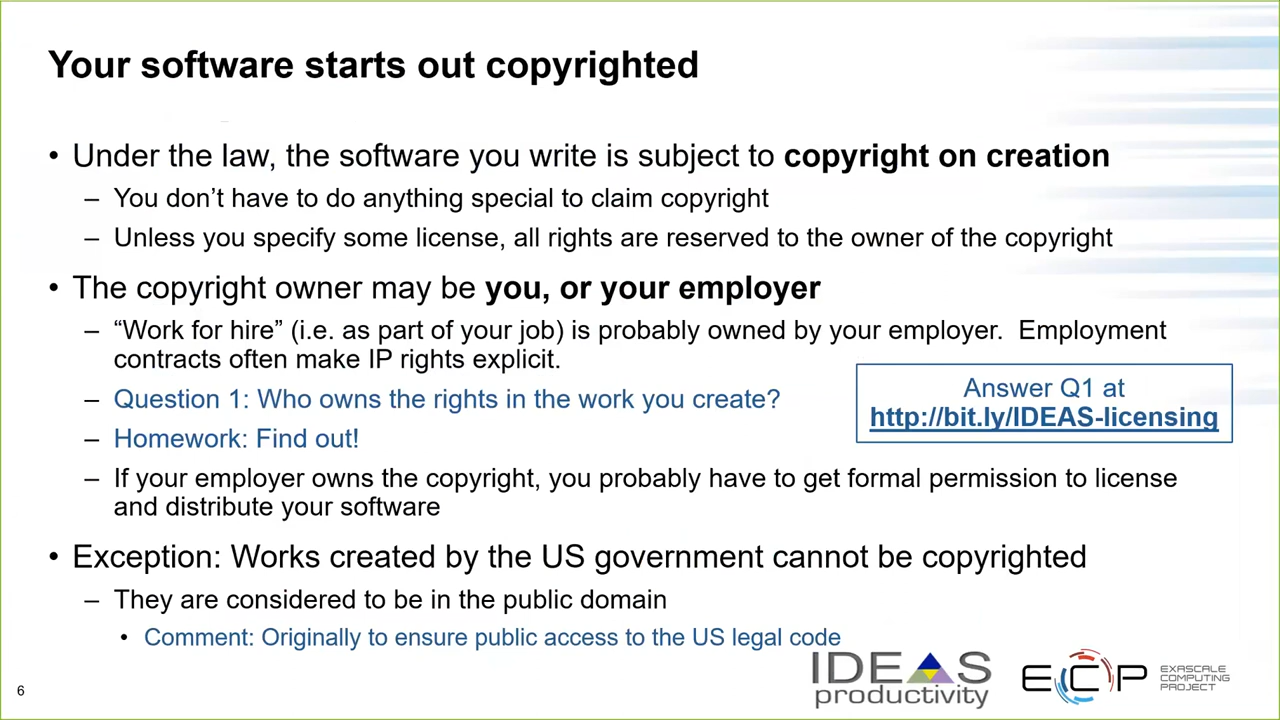 Your software starts out copyrighted
• Under the law, the software you write is subject to copyright on creation
– You don’t have to do anything special to claim copyright
– Unless you specify some license, all rights are reserved to the owner of the copyright
• The copyright owner may be you, or your employer
– “Work for hire” (i.e. as part of your job) is probably owned by your employer.  Employment
contracts often make IP rights explicit.
– Question 1: Who owns the rights in the work you create?
– Homework: Find out!
Answer Q1 at
http://bit.ly/IDEAS-licensing
– If your employer owns the copyright, you probably have to get formal permission to license
and distribute your software
• Exception: Works created by the US government cannot be copyrighted
– They are considered to be in the public domain
• Comment: Originally to ensure public access to the US legal code
6
IDEAS
productivity
ECP
EXASCALE
COMPUTING
PROJECT